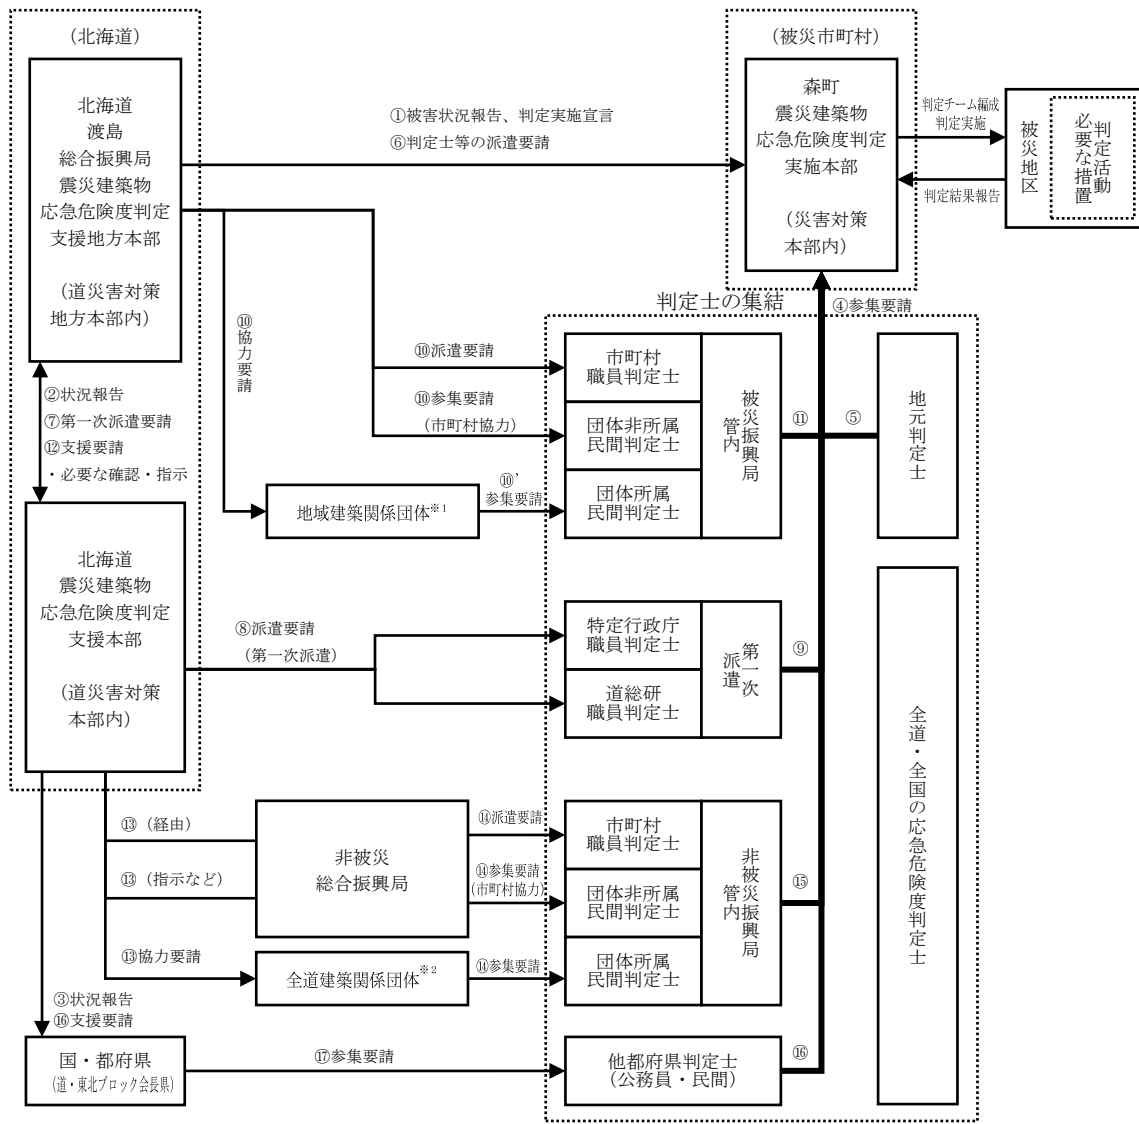 （北海道）
北海道
渡島
総合振興局
震災建築物
応急危険度判定
支援地方本部
（道災害対策
地方本部内）
①被害状況報告、判定実施宣言
⑥判定士等の派遣要請
（被災市町村）
森町
震災建築物
応急危険度判定
実施本部
（災害対策
本部内）
判定チーム編成
判定実施
判定結果報告
被災地区
判定活動
必要な措置
判定士の集結
④参集要請
⑩協力要請
⑩派遣要請
⑩参集要請
（市町村協力）
⑩’
参集要請
地域建築関係団体※1
市町村
職員判定士
団体非所属
民間判定士
団体所属
民間判定士
被災振興局
管内
⑪
⑤
地元判定士
②状況報告
⑦第一次派遣要請
⑫支援要請
・必要な確認・指示
北海道
震災建築物
応急危険度判定
支援本部
（道災害対策
本部内）
⑧派遣要請
（第一次派遣）
特定行政庁
職員判定士
道総研
職員判定士
第一次
派遣
⑨
全道・全国の応急危険度判定士
⑬（経由）
⑬（指示など）
⑬協力要請
非被災
総合振興局
全道建築関係団体※2
⑭派遣要請
⑭参集要請
（市町村協力）
⑭参集要請
市町村
職員判定士
団体非所属
民間判定士
団体所属
民間判定士
非被災振興局
管内
⑮
③状況報告
⑯支援要請
国・都府県
（道・東北ブロック会長県）
⑰参集要請
他都府県判定士
（公務員・民間）
⑯